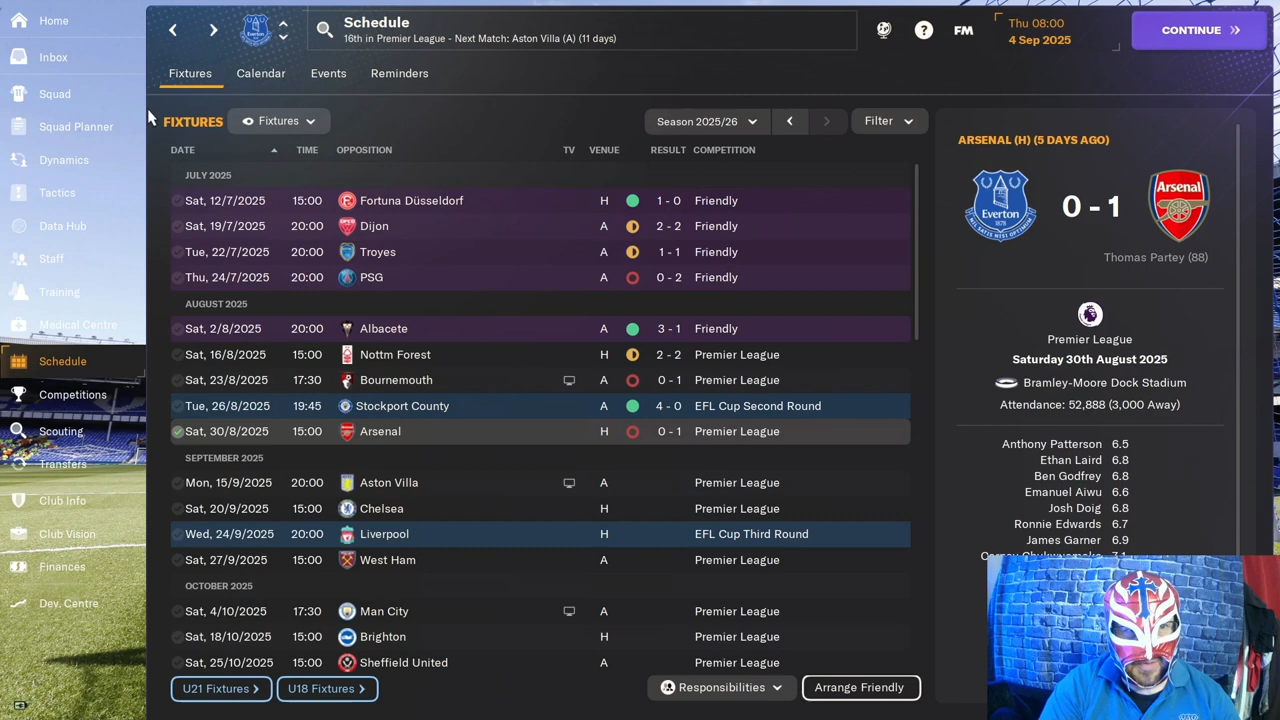 Home
Inbox
Squad
Squad Planner
Dynamics
Tactics
Data Hub
Staff
Training
Medical Centre
Schedule
Competitions
Scouting
Transfers
Club Info
Club Vision
Finances
Dev. Centre
Schedule
16th in Premier League - Next Match: Aston Villa (A) (11 days)
?
FM
Thu 08:00
4 Sep 2025
CONTINUE
Fixtures Calendar Events Reminders
FIXTURES Fixtures Season 2025/26 Filter
DATE TIME OPPOSITION TV VENUE RESULT COMPETITION
JULY 2025
Sat, 12/7/2025 15:00 Fortuna Düsseldorf H 1 - 0 Friendly
Sat, 19/7/2025 20:00 Dijon A 2 - 2 Friendly
Tue, 22/7/2025 20:00 Troyes A 1 - 1 Friendly
Thu, 24/7/2025 20:00 PSG A 0 - 2 Friendly
AUGUST 2025
Sat, 2/8/2025 20:00 Albacete A 3 - 1 Friendly
Sat, 16/8/2025 15:00 Nottm Forest H 2 - 2 Premier League
Sat, 23/8/2025 17:30 Bournemouth A 0 - 1 Premier League
Tue, 26/8/2025 19:45 Stockport County A 4 - 0 EFL Cup Second Round
Sat, 30/8/2025 15:00 Arsenal H 0 - 1 Premier League
SEPTEMBER 2025
Mon, 15/9/2025 20:00 Aston Villa A Premier League
Sat, 20/9/2025 15:00 Chelsea H Premier League
Wed, 24/9/2025 20:00 Liverpool H EFL Cup Third Round
Sat, 27/9/2025 15:00 West Ham A Premier League
OCTOBER 2025
Sat, 4/10/2025 17:30 Man City A Premier League
Sat, 18/10/2025 15:00 Brighton H Premier League
Sat, 25/10/2025 15:00 Sheffield United A Premier League
U21 Fixtures U18 Fixtures Responsibilities Arrange Friendly
ARSENAL (H) (5 DAYS AGO)
Everton
1878
NIL SATIS NISI OPTIMUM
0 - 1
Arsenal
Thomas Partey (88)
Premier League
Saturday 30th August 2025
Bramley-Moore Dock Stadium
Attendance: 52,888 (3,000 Away)
Anthony Patterson 6.5
Ethan Laird 6.8
Ben Godfrey 6.8
Emanuel Aiwu 6.6
Josh Doig 6.8
Ronnie Edwards 6.7
James Garner 6.9